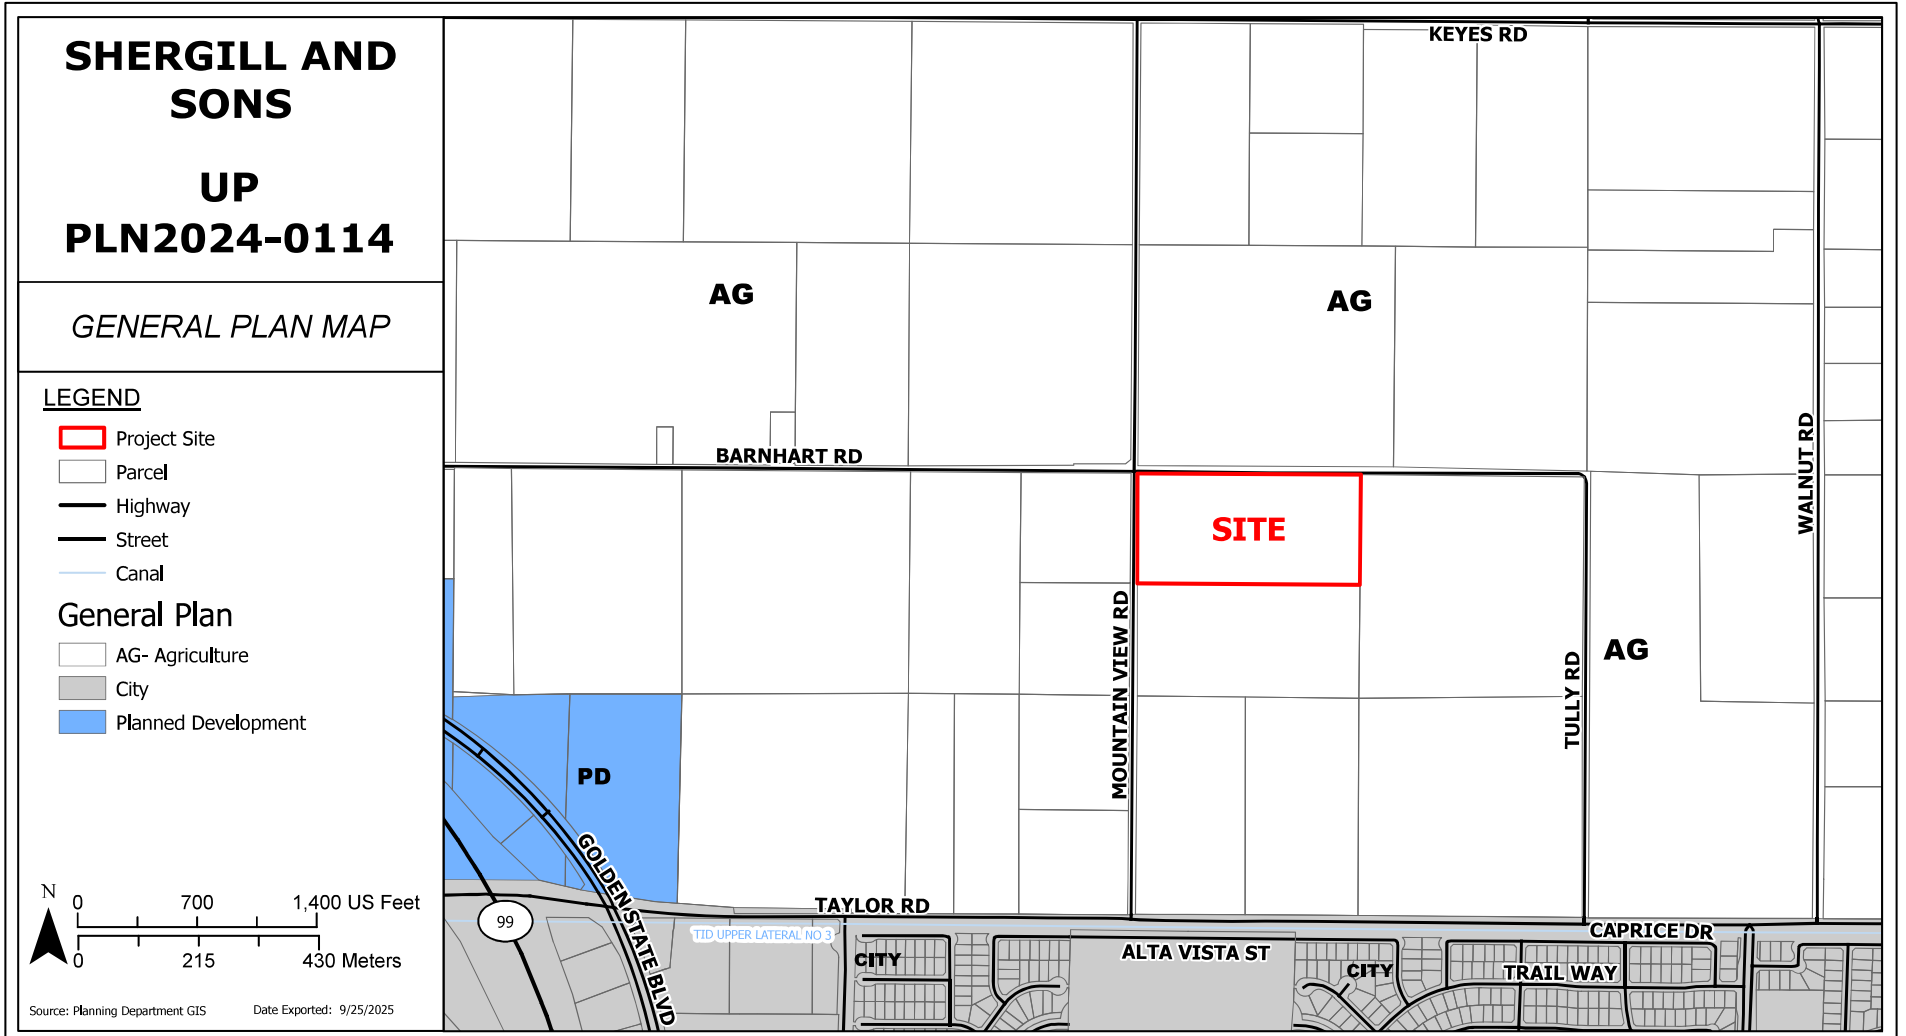 SHERGILL AND
SONS
UP
PLN2024-0114
GENERAL PLAN MAP
LEGEND
Project Site
Parcel
Highway
Street
Canal
General Plan
AG- Agriculture
City
Planned Development
N
0 700 1,400 US Feet
0 215 430 Meters
Source: Planning Department GIS Date Exported: 9/25/2025
KEYES RD
AG
AG
BARNHART RD
WALNUT RD
SITE
MOUNTAIN VIEW RD
TULLY RD
AG
PD
GOLDEN STATE BLVD
99
TAYLOR RD
TID UPPER LATERAL NO 3
CAPRICE DR
ALTA VISTA ST
CITY
CITY
TRAIL WAY